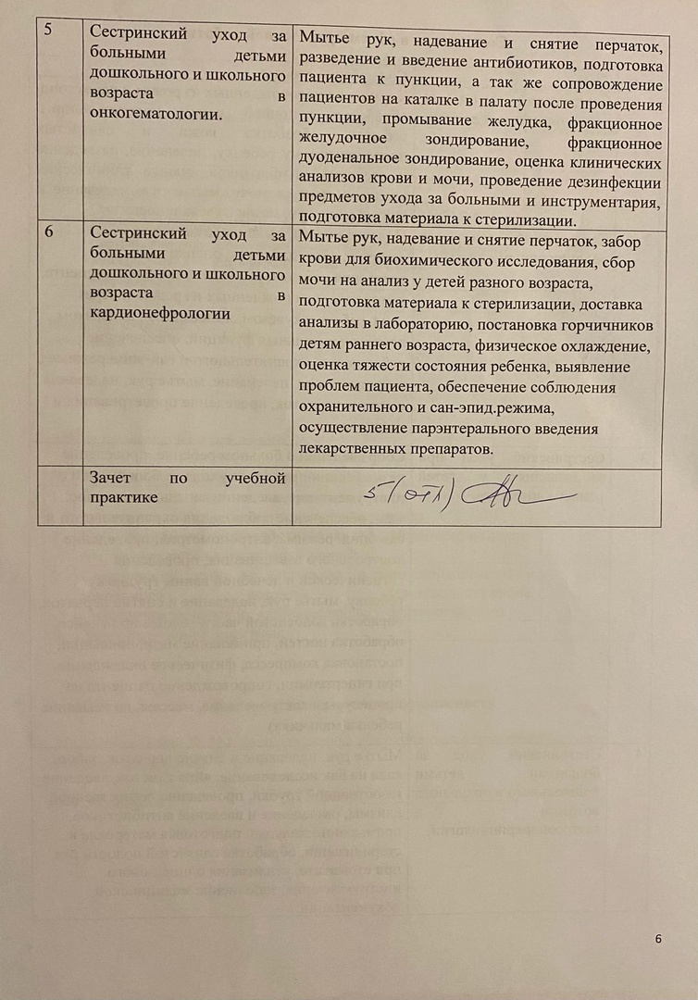 5
Сестринский уход за
больными детьми
дошкольного и школьного
возраста в
онкогематологии.
Мытье рук, надевание и снятие перчаток,
разведение и введение антибиотиков, подготовка
пациента к пункции, а так же сопровождение
пациентов на каталке в палату после проведения
пункции, промывание желудка, фракционное
желудочное зондирование, фракционное
дуоденальное зондирование, оценка клинических
анализов крови и мочи, проведение дезинфекции
предметов ухода за больными и инструментария,
подготовка материала к стерилизации.
6
Сестринский уход за
больными детьми
дошкольного и школьного
возраста в
кардионефрологии
Мытье рук, надевание и снятие перчаток, забор
крови для биохимического исследования, сбор
мочи на анализ у детей разного возраста,
подготовка материала к стерилизации, доставка
анализы в лабораторию, постановка горчичников
детям раннего возраста, физическое охлаждение,
оценка тяжести состояния ребенка, выявление
проблем пациента, обеспечение соблюдения
охранительного и сан-эпид.режима,
осуществление парэнтерального введения
лекарственных препаратов.
Зачет по учебной
практике
5 (отл)
6